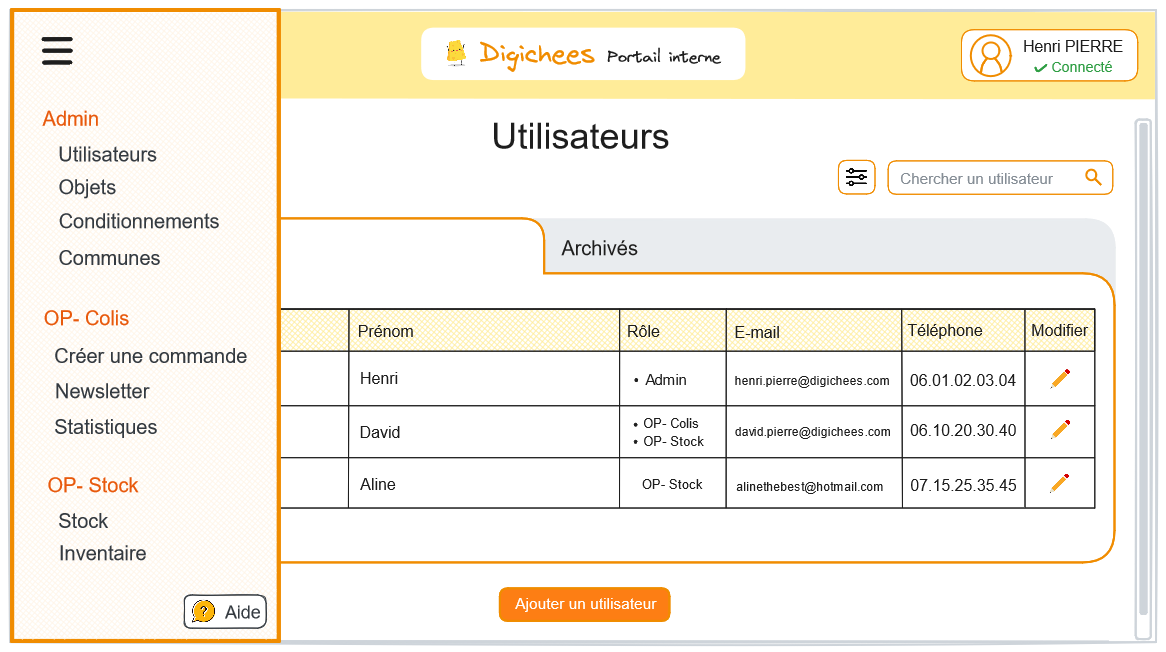 Digichees Portail interne
Henri PIERRE
Connecté
Admin
Utilisateurs
Objets
Conditionnements
Communes
OP- Colis
Créer une commande
Newsletter
Statistiques
OP- Stock
Stock
Inventaire
? Aide
Utilisateurs
Chercher un utilisateur
Archivés
Prénom Rôle E-mail Téléphone Modifier
Henri • Admin henri.pierre@digichees.com 06.01.02.03.04
David • OP- Colis david.pierre@digichees.com 06.10.20.30.40
• OP- Stock
Aline OP- Stock alinethebest@hotmail.com 07.15.25.35.45
Ajouter un utilisateur